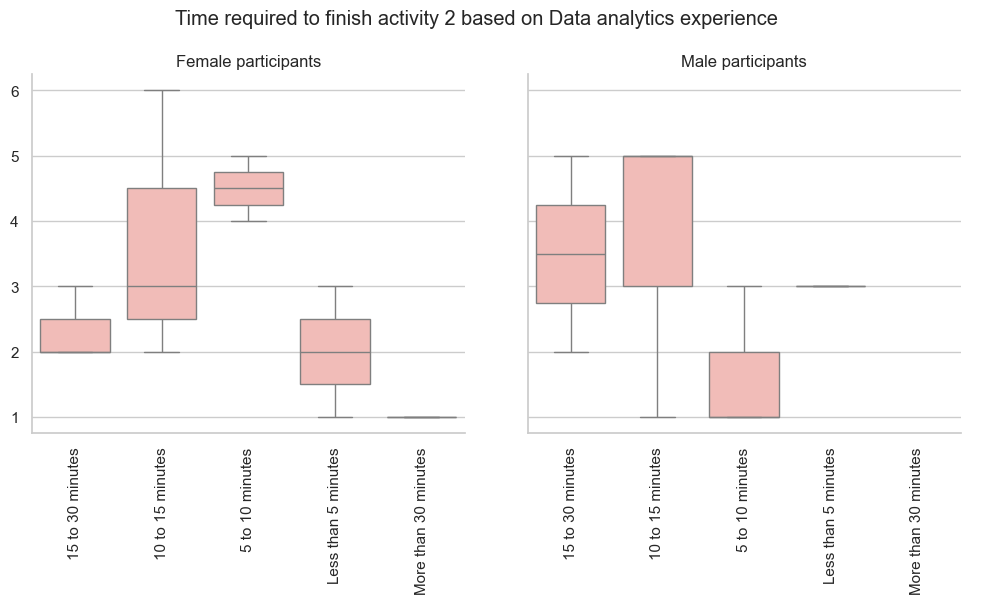 Time required to finish activity 2 based on Data analytics experience
Female participants
Male participants
6
5
4
3
2
1
15 to 30 minutes
10 to 15 minutes
5 to 10 minutes
Less than 5 minutes
More than 30 minutes
15 to 30 minutes
10 to 15 minutes
5 to 10 minutes
Less than 5 minutes
More than 30 minutes